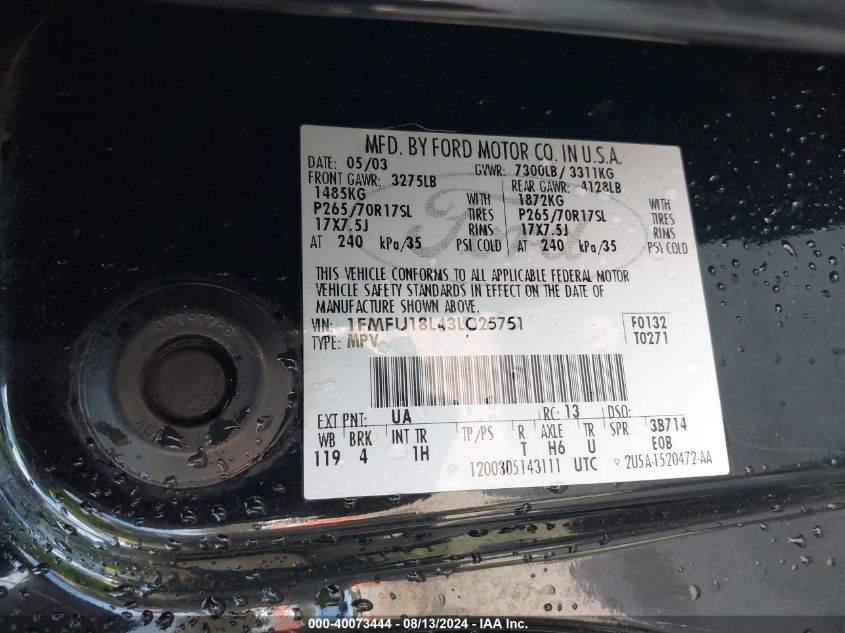 MFD. BY FORD MOTOR CO. IN U.S.A.
DATE: 05/03 GVWR: 7300LB/ 3311KG
FRONT GAWR: 3275LB REAR GAWR: 4128LB
1485KG WITH 1872KG WITH
P265/70R17SL TIRES P265/70R17SL TIRES
17X7.5J RIMS 17X7.5J RIMS
AT 240 kPa/35 PSI COLD AT 240 kPa/35 PSI COLD
Ford
THIS VEHICLE CONFORMS TO ALL APPLICABLE FEDERAL MOTOR
VEHICLE SAFETY STANDARDS IN EFFECT ON THE DATE OF
MANUFACTURE SHOWN ABOVE.
VIN: 1FMFU18L43LC25751 F0132
TYPE: MPV T0271
EXT PNT: UA RC: 13 DSO:
WB BRK INT TR TP/PS R AXLE TR SPR 3B714
119 4 1H T H6 U EOB
1200305143111 UTC ▽ 2U5A-1520472-AA
000-40073444 - 08/13/2024 - IAA Inc.